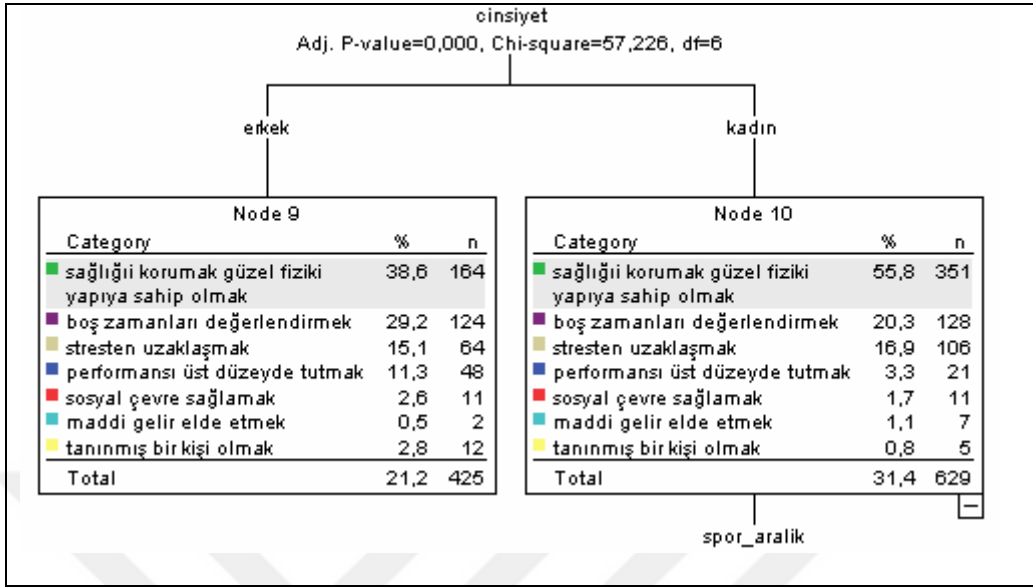 cinsiyet
Adj. P-value=0,000, Chi-square=57,226, df=6
erkek
kadın
Node 9
Category % n
sağlığıi korumak güzel fiziki 38,6 164
yapıya sahip olmak
boş zamanları değerlendirmek 29,2 124
stresten uzaklaşmak 15,1 64
performansı üst düzeyde tutmak 11,3 48
sosyal çevre sağlamak 2,6 11
maddi gelir elde etmek 0,5 2
tanınmış bir kişi olmak 2,8 12
Total 21,2 425
Node 10
Category % n
sağlığıi korumak güzel fiziki 55,8 351
yapıya sahip olmak
boş zamanları değerlendirmek 20,3 128
stresten uzaklaşmak 16,9 106
performansı üst düzeyde tutmak 3,3 21
sosyal çevre sağlamak 1,7 11
maddi gelir elde etmek 1,1 7
tanınmış bir kişi olmak 0,8 5
Total 31,4 629
spor_aralik